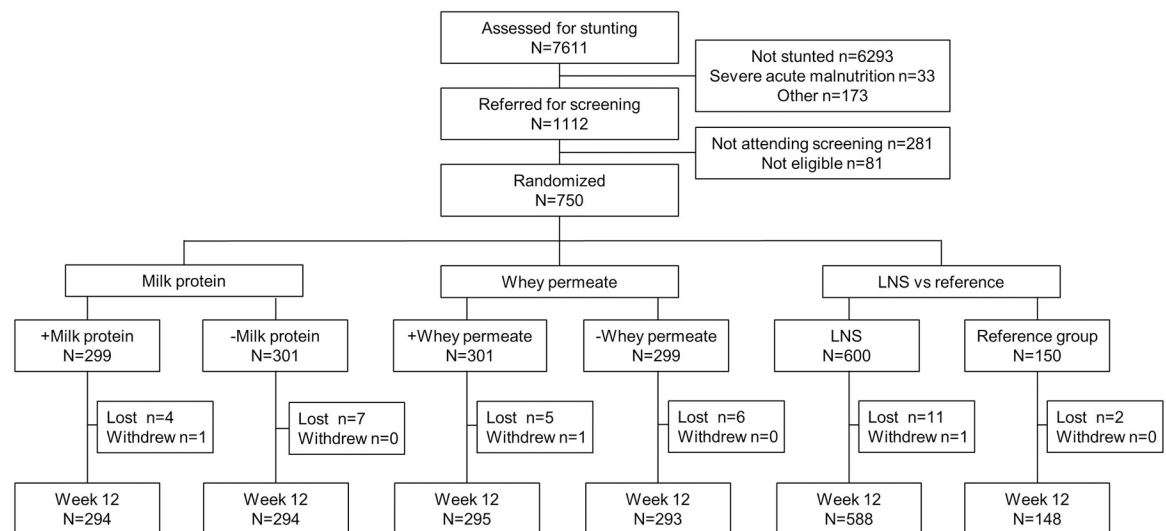 Assessed for stunting
N=7611
Not stunted n=6293
Severe acute malnutrition n=33
Other n=173
Referred for screening
N=1112
Not attending screening n=281
Not eligible n=81
Randomized
N=750
Milk protein
Whey permeate
LNS vs reference
+Milk protein
N=299
-Milk protein
N=301
+Whey permeate
N=301
-Whey permeate
N=299
LNS
N=600
Reference group
N=150
Lost n=4
Withdrew n=1
Lost n=7
Withdrew n=0
Lost n=5
Withdrew n=1
Lost n=6
Withdrew n=0
Lost n=11
Withdrew n=1
Lost n=2
Withdrew n=0
Week 12
N=294
Week 12
N=294
Week 12
N=295
Week 12
N=293
Week 12
N=588
Week 12
N=148